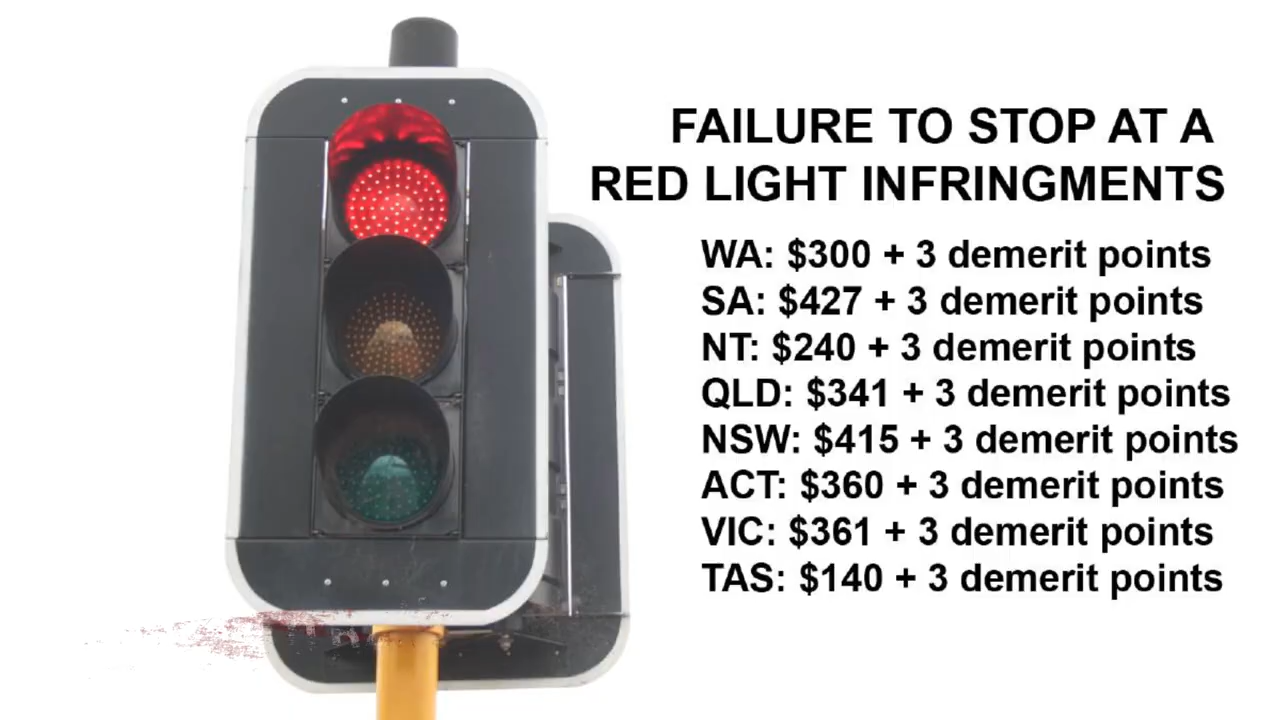 FAILURE TO STOP AT A
RED LIGHT INFRINGMENTS
WA: $300 + 3 demerit points
SA: $427 + 3 demerit points
NT: $240 + 3 demerit points
QLD: $341 + 3 demerit points
NSW: $415 + 3 demerit points
ACT: $360 + 3 demerit points
VIC: $361 + 3 demerit points
TAS: $140 + 3 demerit points